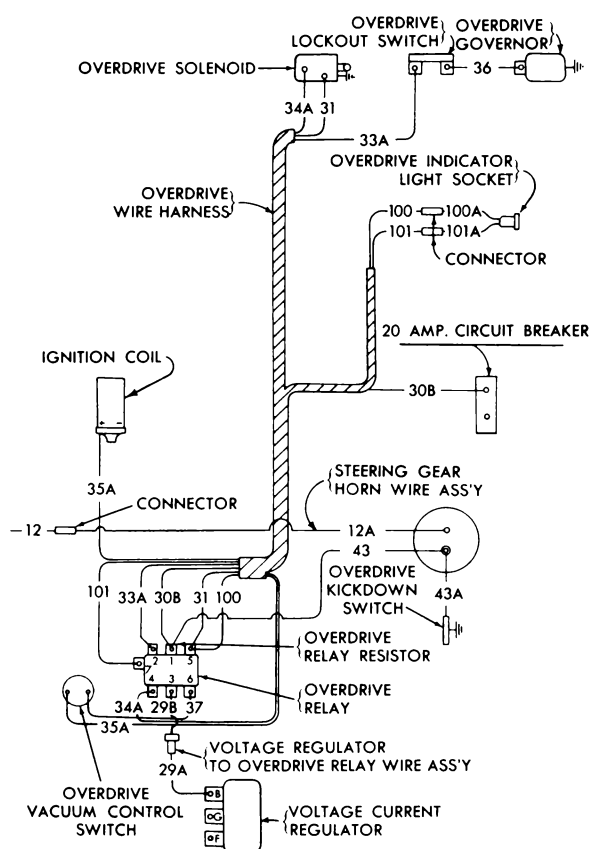 OVERDRIVE
LOCKOUT SWITCH
OVERDRIVE
GOVERNOR
OVERDRIVE SOLENOID
36
34A 31
33A
OVERDRIVE INDICATOR
LIGHT SOCKET
OVERDRIVE
WIRE HARNESS
100 100A
101 101A
CONNECTOR
20 AMP. CIRCUIT BREAKER
IGNITION COIL
30B
+ -
STEERING GEAR
HORN WIRE ASS'Y
35A
CONNECTOR
12
12A
43
OVERDRIVE
KICKDOWN
SWITCH
43A
101 33A 30B 31 100
OVERDRIVE
RELAY RESISTOR
2 1 5
4 3 6
OVERDRIVE
RELAY
34A 29B 37
35A
VOLTAGE REGULATOR
TO OVERDRIVE RELAY WIRE ASS'Y
29A
OVERDRIVE
VACUUM CONTROL
SWITCH
B
G
F
VOLTAGE CURRENT
REGULATOR